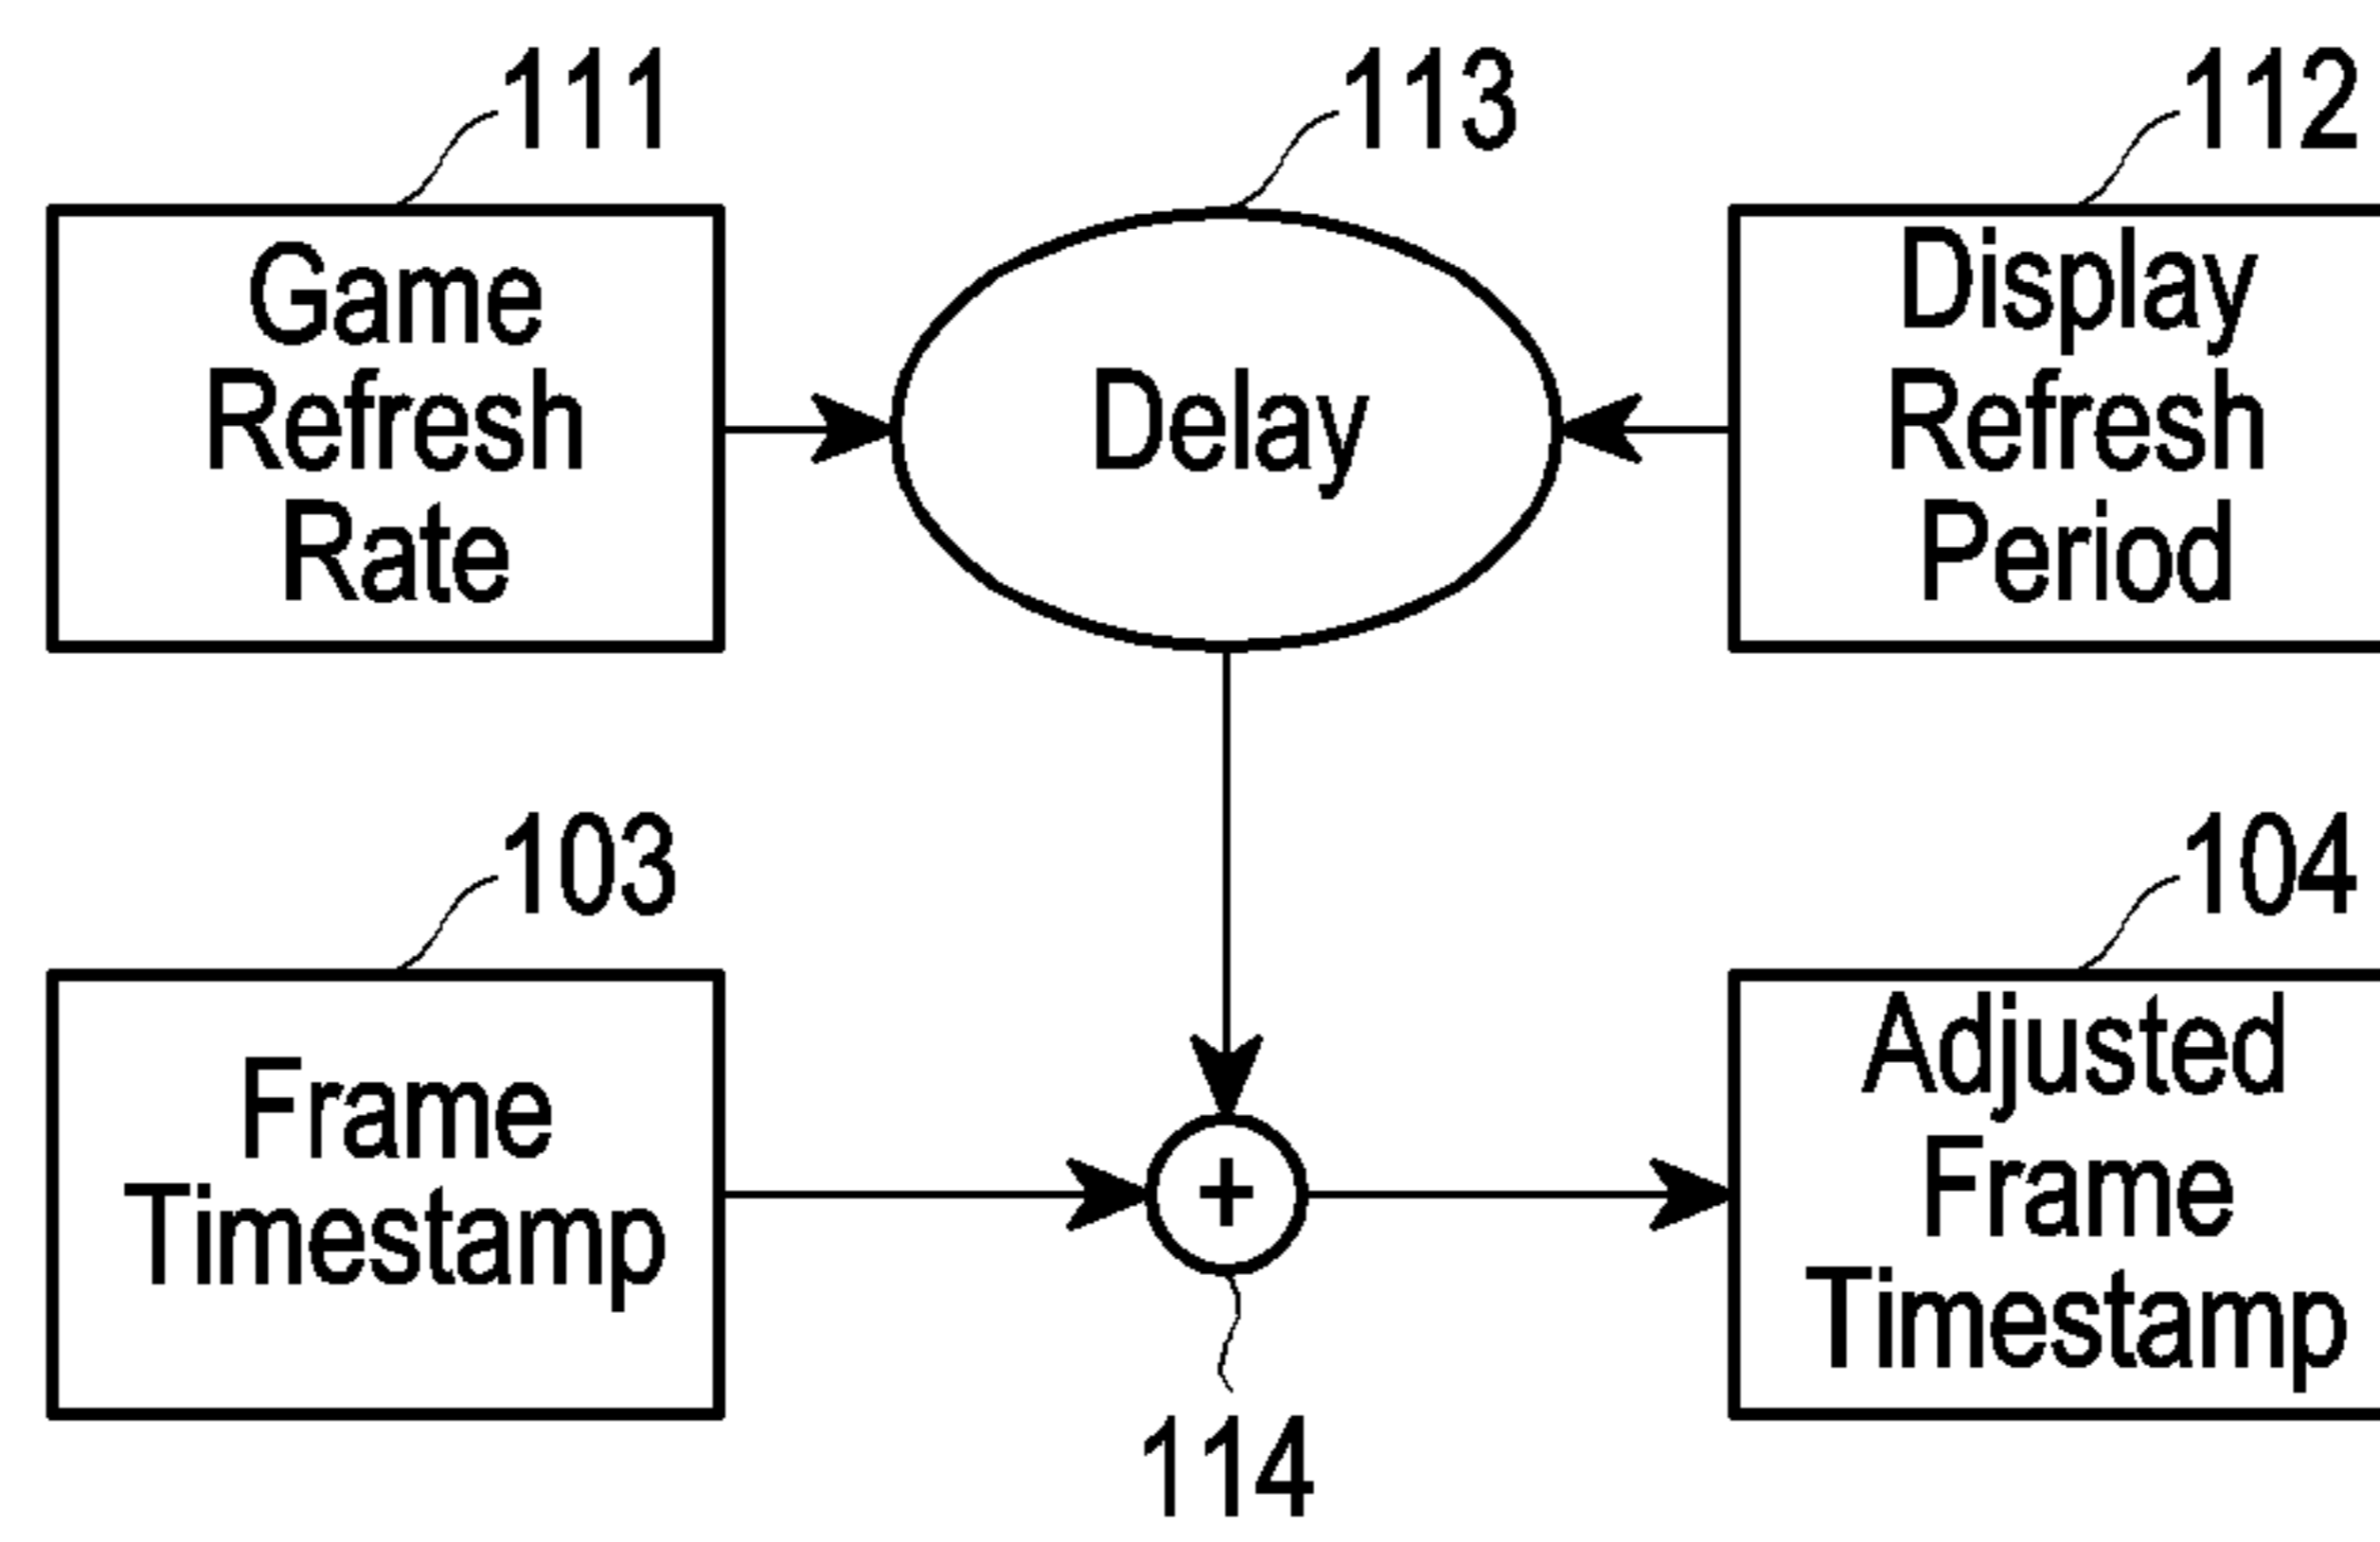 111
113
112
Game
Refresh
Rate
Delay
Display
Refresh
Period
103
104
Frame
Timestamp
+
Adjusted
Frame
Timestamp
114